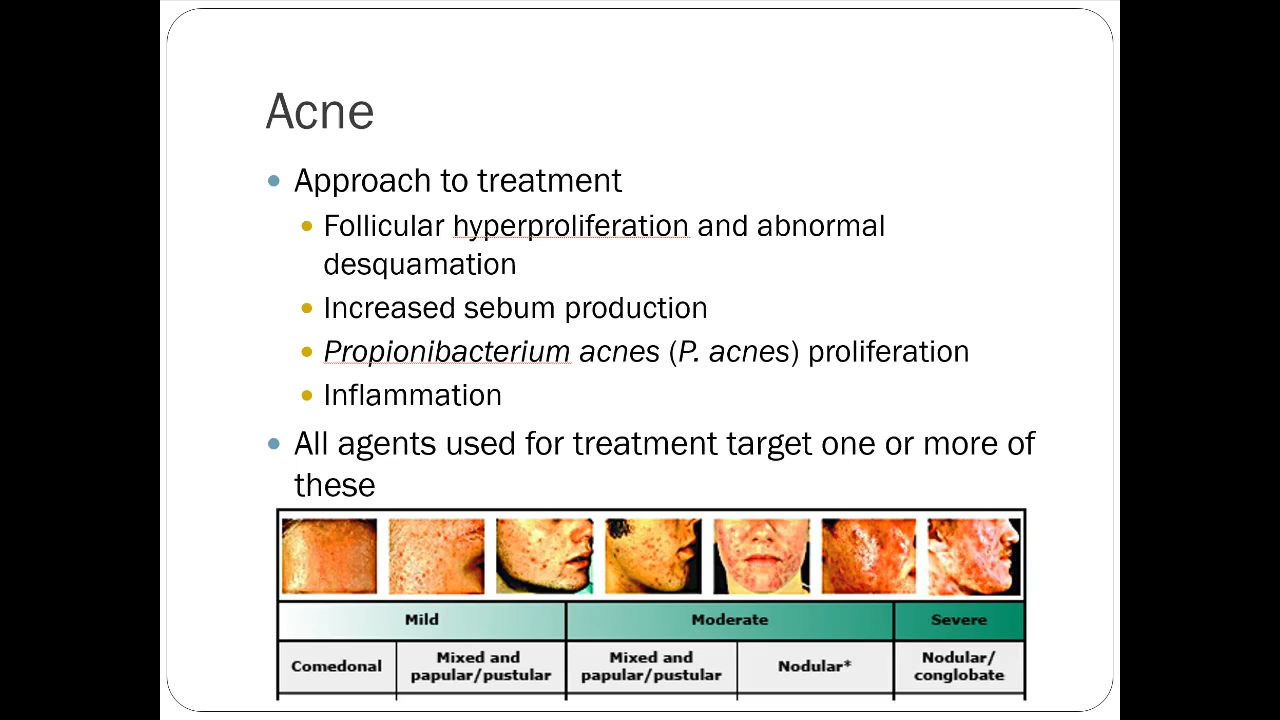 Acne
Approach to treatment
Follicular hyperproliferation and abnormal
desquamation
Increased sebum production
Propionibacterium acnes (P. acnes) proliferation
Inflammation
All agents used for treatment target one or more of
these
Mild Moderate Severe
Comedonal
Mixed and
papular/pustular
Mixed and
papular/pustular
Nodular*
Nodular/
conglobate